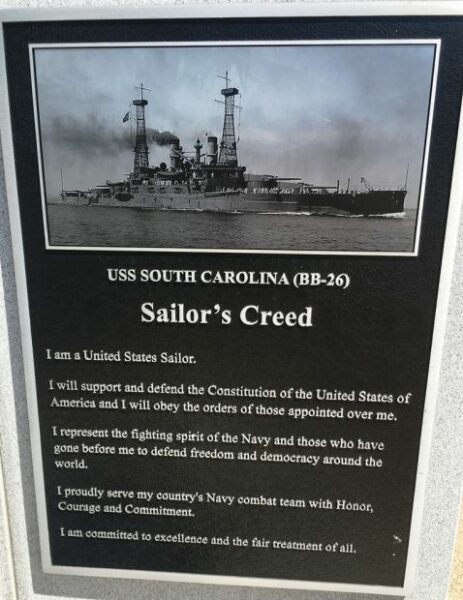 USS SOUTH CAROLINA (BB-26)
Sailor's Creed
I am a United States Sailor.
I will support and defend the Constitution of the United States of
America and I will obey the orders of those appointed over me.
I represent the fighting spirit of the Navy and those who have
gone before me to defend freedom and democracy around the
world.
I proudly serve my country's Navy combat team with Honor,
Courage and Commitment.
I am committed to excellence and the fair treatment of all.